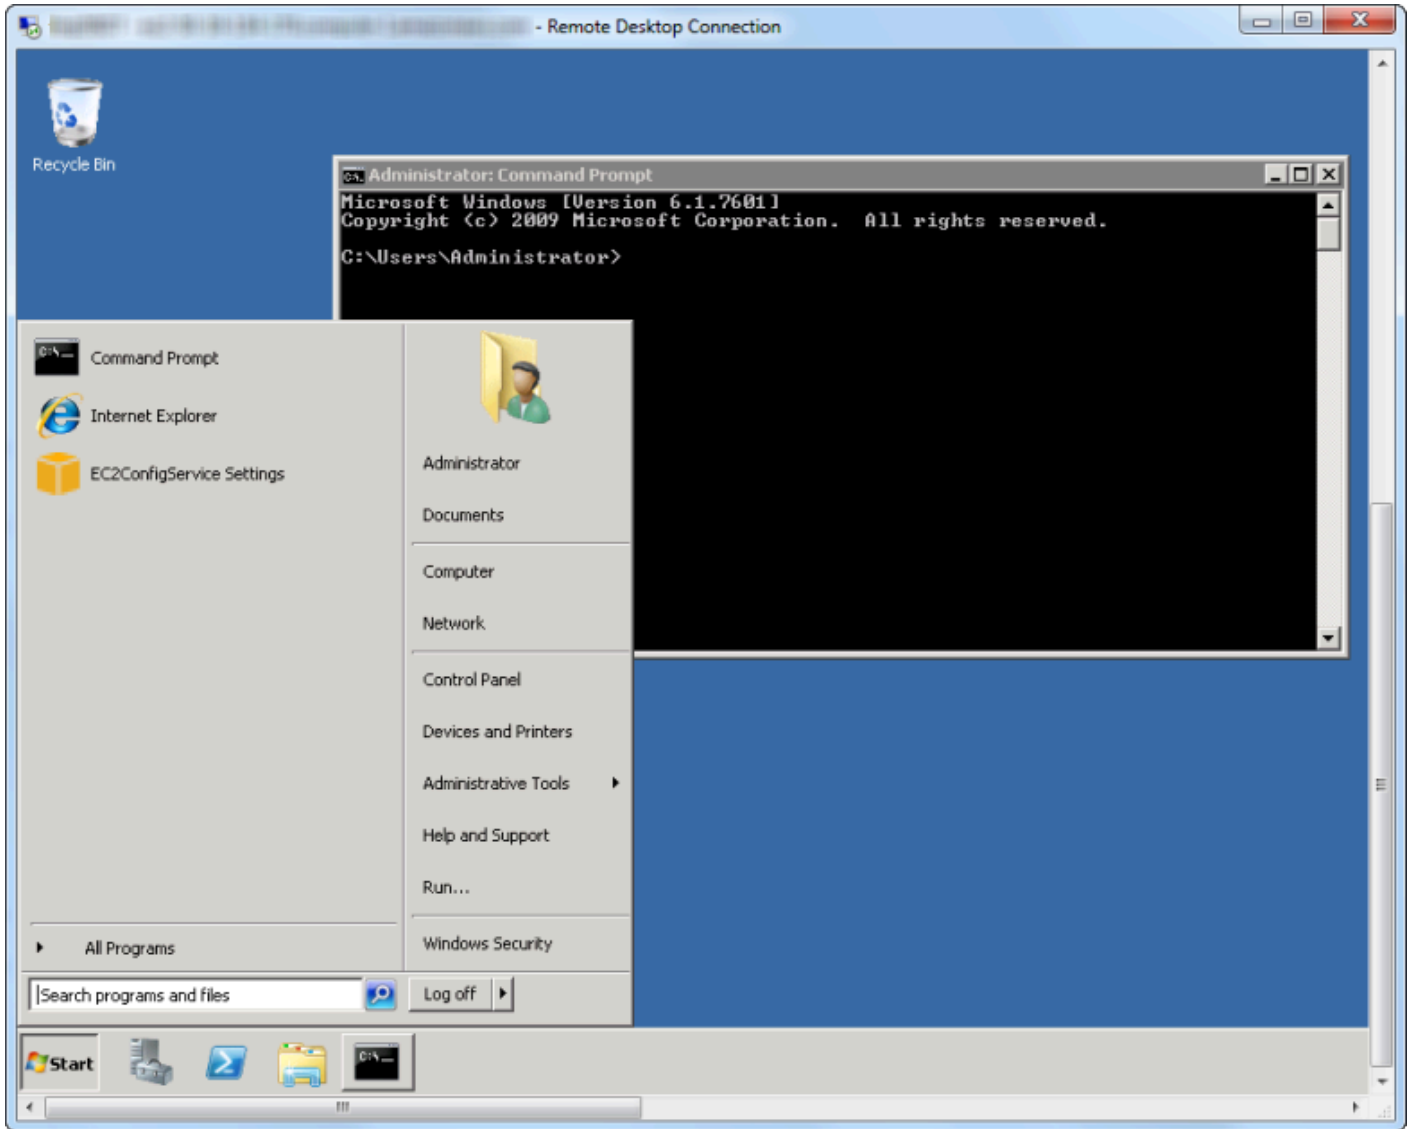 - Remote Desktop Connection
Recycle Bin
Administrator: Command Prompt
Microsoft Windows [Version 6.1.7601]
Copyright (c) 2009 Microsoft Corporation.  All rights reserved.
C:\Users\Administrator>
Command Prompt
Internet Explorer
EC2ConfigService Settings
All Programs
Search programs and files
Administrator
Documents
Computer
Network
Control Panel
Devices and Printers
Administrative Tools
Help and Support
Run...
Windows Security
Log off
Start